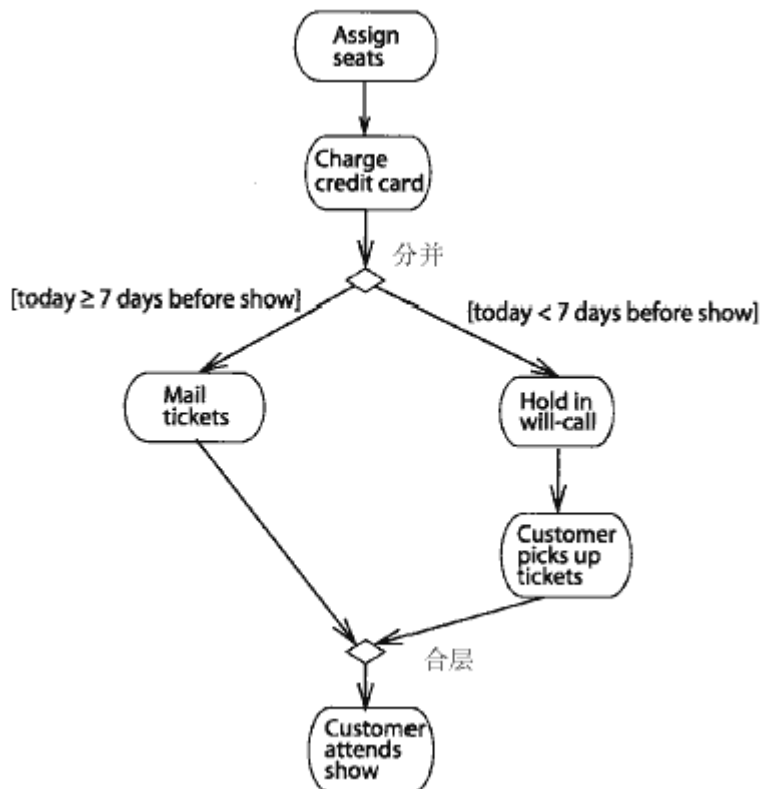 Assign
seats
Charge
credit card
分并
[today ≥ 7 days before show]
[today < 7 days before show]
Mail
tickets
Hold in
will-call
Customer
picks up
tickets
合层
Customer
attends
show